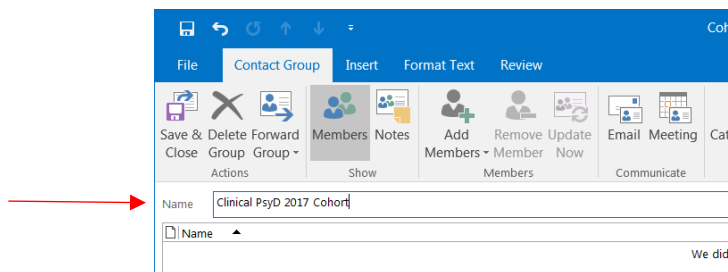 Coh
File Contact Group Insert Format Text Review
Save & Delete Forward Members Notes Add Remove Update Email Meeting Cat
Close Group Group Members Member Now
Actions Show Members Communicate
Name Clinical PsyD 2017 Cohort
Name
We did